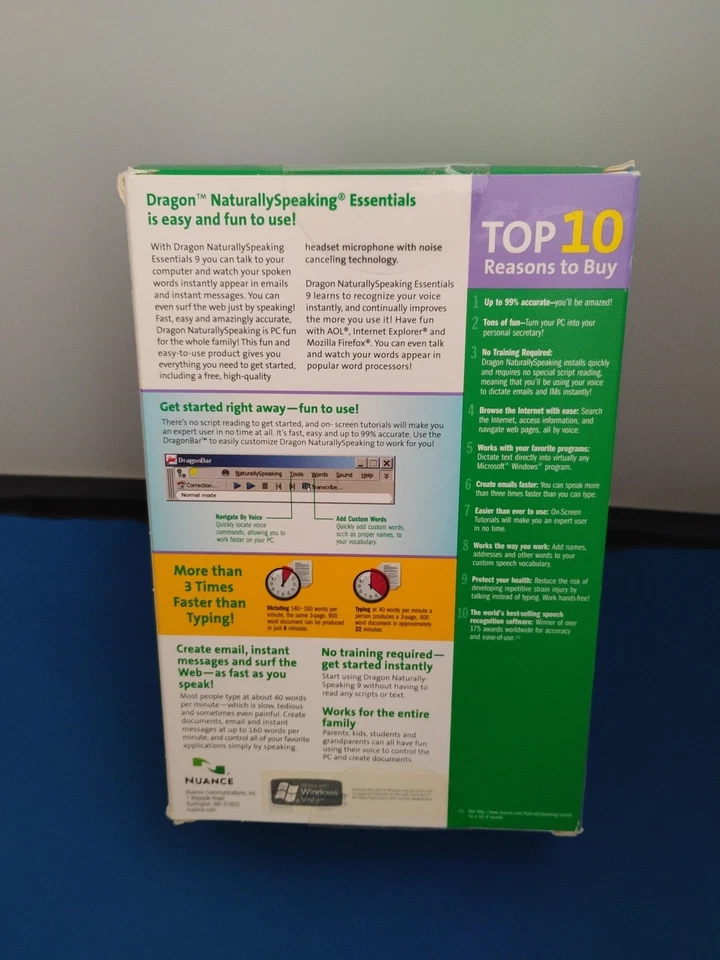 Dragon™ NaturallySpeaking® Essentials
is easy and fun to use!
With Dragon NaturallySpeaking
Essentials 9 you can talk to your
computer and watch your spoken
words instantly appear in emails
and instant messages. You can
even surf the web just by speaking!
Fast, easy and amazingly accurate,
Dragon NaturallySpeaking is PC fun
for the whole family! This fun and
easy-to-use product gives you
everything you need to get started,
including a free, high-quality
headset microphone with noise
canceling technology.
Dragon NaturallySpeaking Essentials
9 learns to recognize your voice
instantly, and continually improves
the more you use it! Have fun
with AOL®, Internet Explorer® and
Mozilla Firefox®. You can even talk
and watch your words appear in
popular word processors!
Get started right away—fun to use!
There's no script reading to get started, and on- screen tutorials will make you
an expert user in no time at all. It's fast, easy and up to 99% accurate. Use the
DragonBar™ to easily customize Dragon NaturallySpeaking to work for you!
DragonBar
NaturallySpeaking Tools Words Sound Help
Correction... Transcribe...
Normal mode
Navigate By Voice
Quickly locate voice
commands, allowing you to
work faster on your PC.
Add Custom Words
Quickly add custom words,
such as proper names, to
your vocabulary.
More than
3 Times
Faster than
Typing!
Dictating 140–160 words per
minute, the same 3-page, 900
word document can be produced
in just 6 minutes.
Typing at 40 words per minute a
person produces a 3-page, 900
word document in approximately
22 minutes.
Create email, instant
messages and surf the
Web—as fast as you
speak!
Most people type at about 40 words
per minute—which is slow, tedious
and sometimes even painful. Create
documents, email and instant
messages at up to 160 words per
minute, and control all of your favorite
applications simply by speaking.
No training required—
get started instantly
Start using Dragon Naturally-
Speaking 9 without having to
read any scripts or text.
Works for the entire
family
Parents, kids, students and
grandparents can all have fun
using their voice to control the
PC and create documents.
NUANCE
Nuance Communications, Inc.
1 Wayside Road
Burlington, MA 01803
nuance.com
Works with
Windows
Vista™
TOP 10
Reasons to Buy
1 Up to 99% accurate—you'll be amazed!
2 Tons of fun—Turn your PC into your
personal secretary!
3 No Training Required:
Dragon NaturallySpeaking installs quickly
and requires no special script reading,
meaning that you'll be using your voice
to dictate emails and IMs instantly!
4 Browse the Internet with ease: Search
the Internet, access information, and
navigate web pages, all by voice.
5 Works with your favorite programs:
Dictate text directly into virtually any
Microsoft® Windows® program.
6 Create emails faster: You can speak more
than three times faster than you can type.
7 Easier than ever to use: On-Screen
Tutorials will make you an expert user
in no time.
8 Works the way you work: Add names,
addresses and other words to your
custom speech vocabulary.
9 Protect your health: Reduce the risk of
developing repetitive strain injury by
talking instead of typing. Work hands-free!
10 The world's best-selling speech
recognition software: Winner of over
175 awards worldwide for accuracy
and ease-of-use.(1)